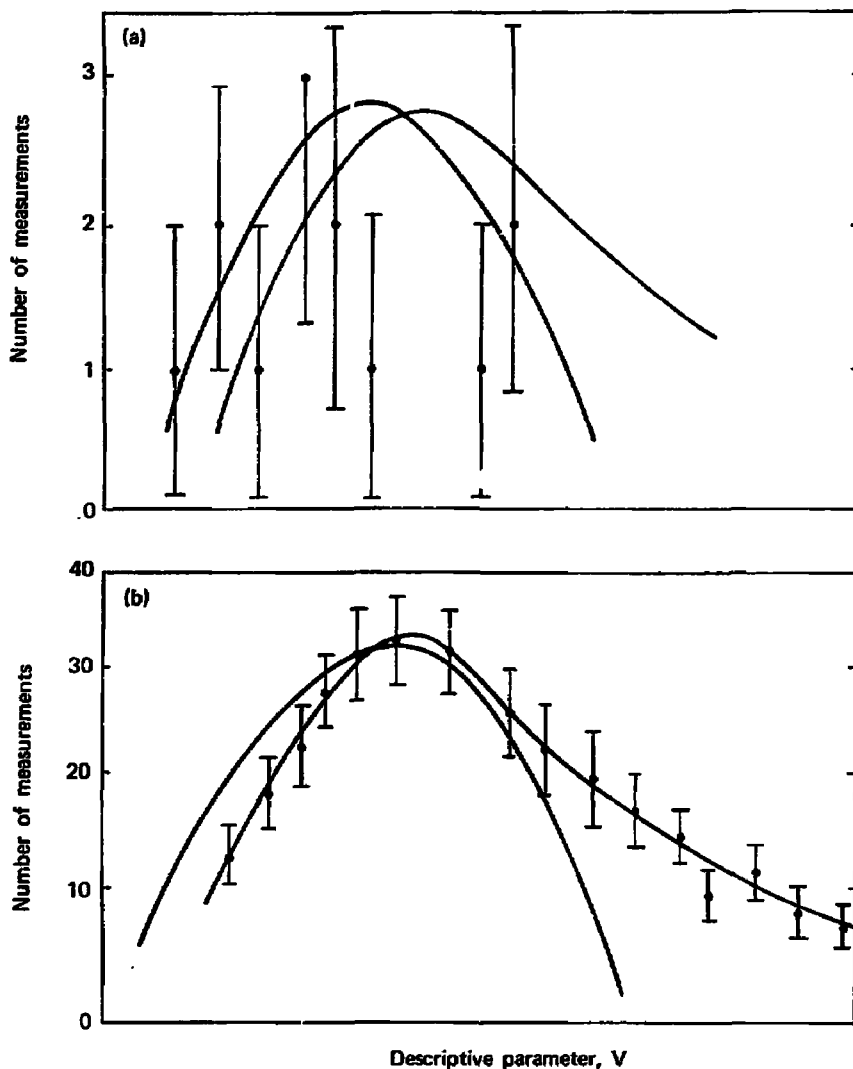 (a)
Number of measurements
3
2
1
0
(b)
Number of measurements
40
30
20
10
0
Descriptive parameter, V